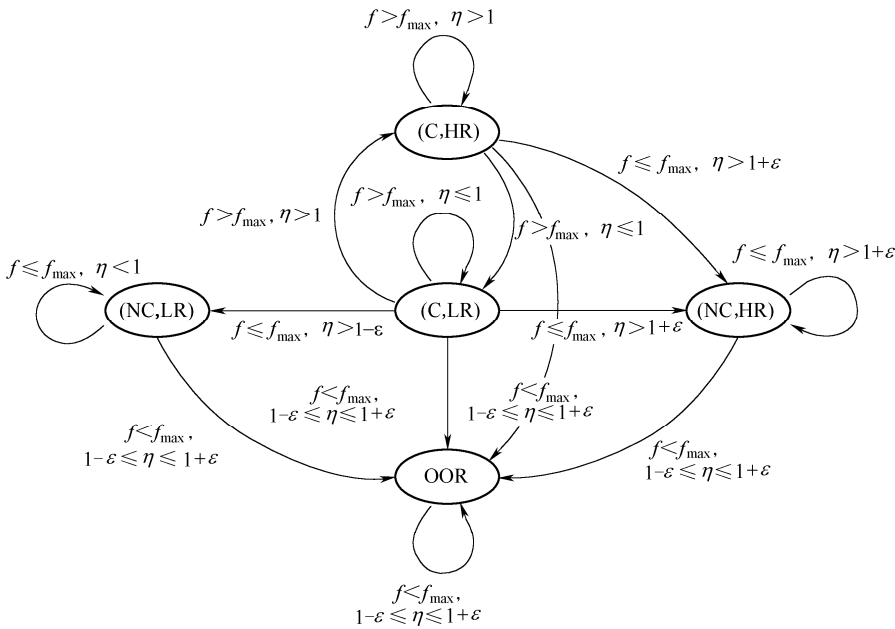 f>fmax, η>1
(C,HR)
f≤fmax, η>1+ε
f>fmax, η≤1
f>fmax, η>1
f>fmax, η≤1
f≤fmax, η<1
f≤fmax, η>1+ε
(NC,LR)
(C,LR)
(NC,HR)
f≤fmax, η>1−ε
f≤fmax, η>1+ε
f<fmax,
1−ε≤η≤1+ε
f<fmax,
1−ε≤η≤1+ε
f<fmax,
1−ε≤η≤1+ε
f<fmax,
1−ε≤η≤1+ε
OOR
f<fmax,
1−ε≤η≤1+ε